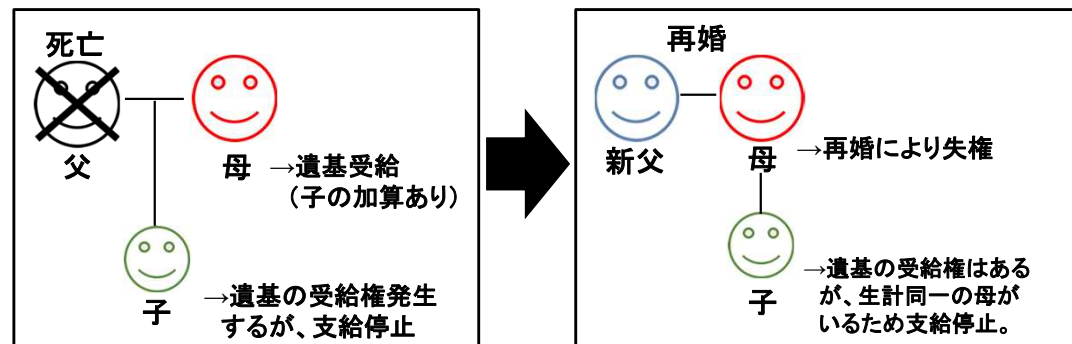 死亡
父
母
→遺基受給
(子の加算あり)
子
→遺基の受給権発生
するが、支給停止
再婚
新父
母
→再婚により失権
子
→遺基の受給権はある
が、生計同一の母が
いるため支給停止。